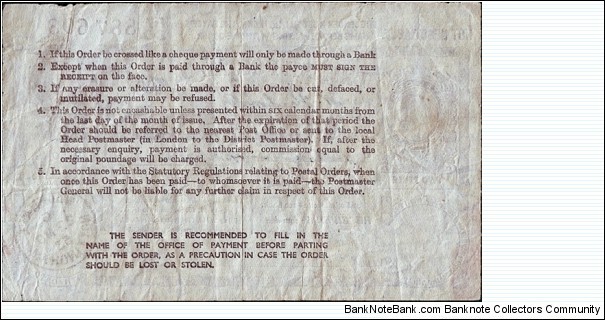 1. If this Order be crossed like a cheque payment will only be made through a Bank
2. Except when this Order is paid through a Bank the payee MUST SIGN THE
RECEIPT on the face.
3. If any erasure or alteration be made, or if this Order be cut, defaced, or
mutilated, payment may be refused.
4. This Order is not encashable unless presented within six calendar months from
the last day of the month of issue. After the expiration of that period the
Order should be referred to the nearest Post Office or sent to the local
Head Postmaster (in London to the District Postmaster). If, after the
necessary enquiry, payment is authorised, commission equal to the
original poundage will be charged.
5. In accordance with the Statutory Regulations relating to Postal Orders, when
once this Order has been paid—to whomsoever it is paid—the Postmaster
General will not be liable for any further claim in respect of this Order.
THE SENDER IS RECOMMENDED TO FILL IN THE
NAME OF THE OFFICE OF PAYMENT BEFORE PARTING
WITH THE ORDER, AS A PRECAUTION IN CASE THE ORDER
SHOULD BE LOST OR STOLEN.
BankNoteBank.com - Banknote Collectors Community